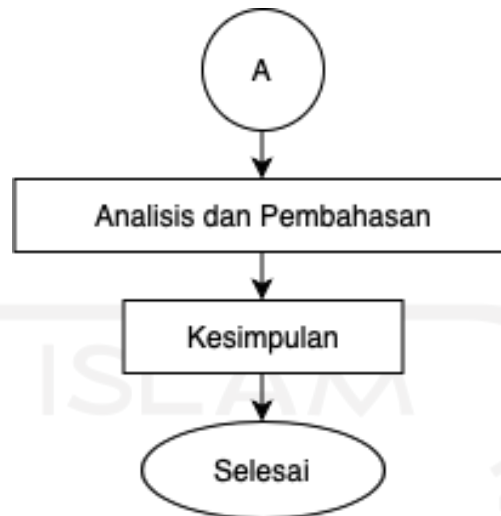 A
Analisis dan Pembahasan
Kesimpulan
ISLAM
Selesai